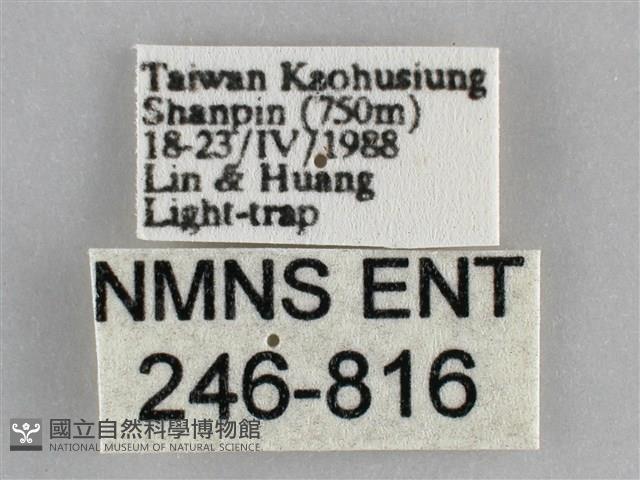 Taiwan Kaohusiung
Shanpin (750m)
18-23/IV/1988
Lin & Huang
Light-trap
NMNS ENT
246-816
國立自然科學博物館
NATIONAL MUSEUM OF NATURAL SCIENCE